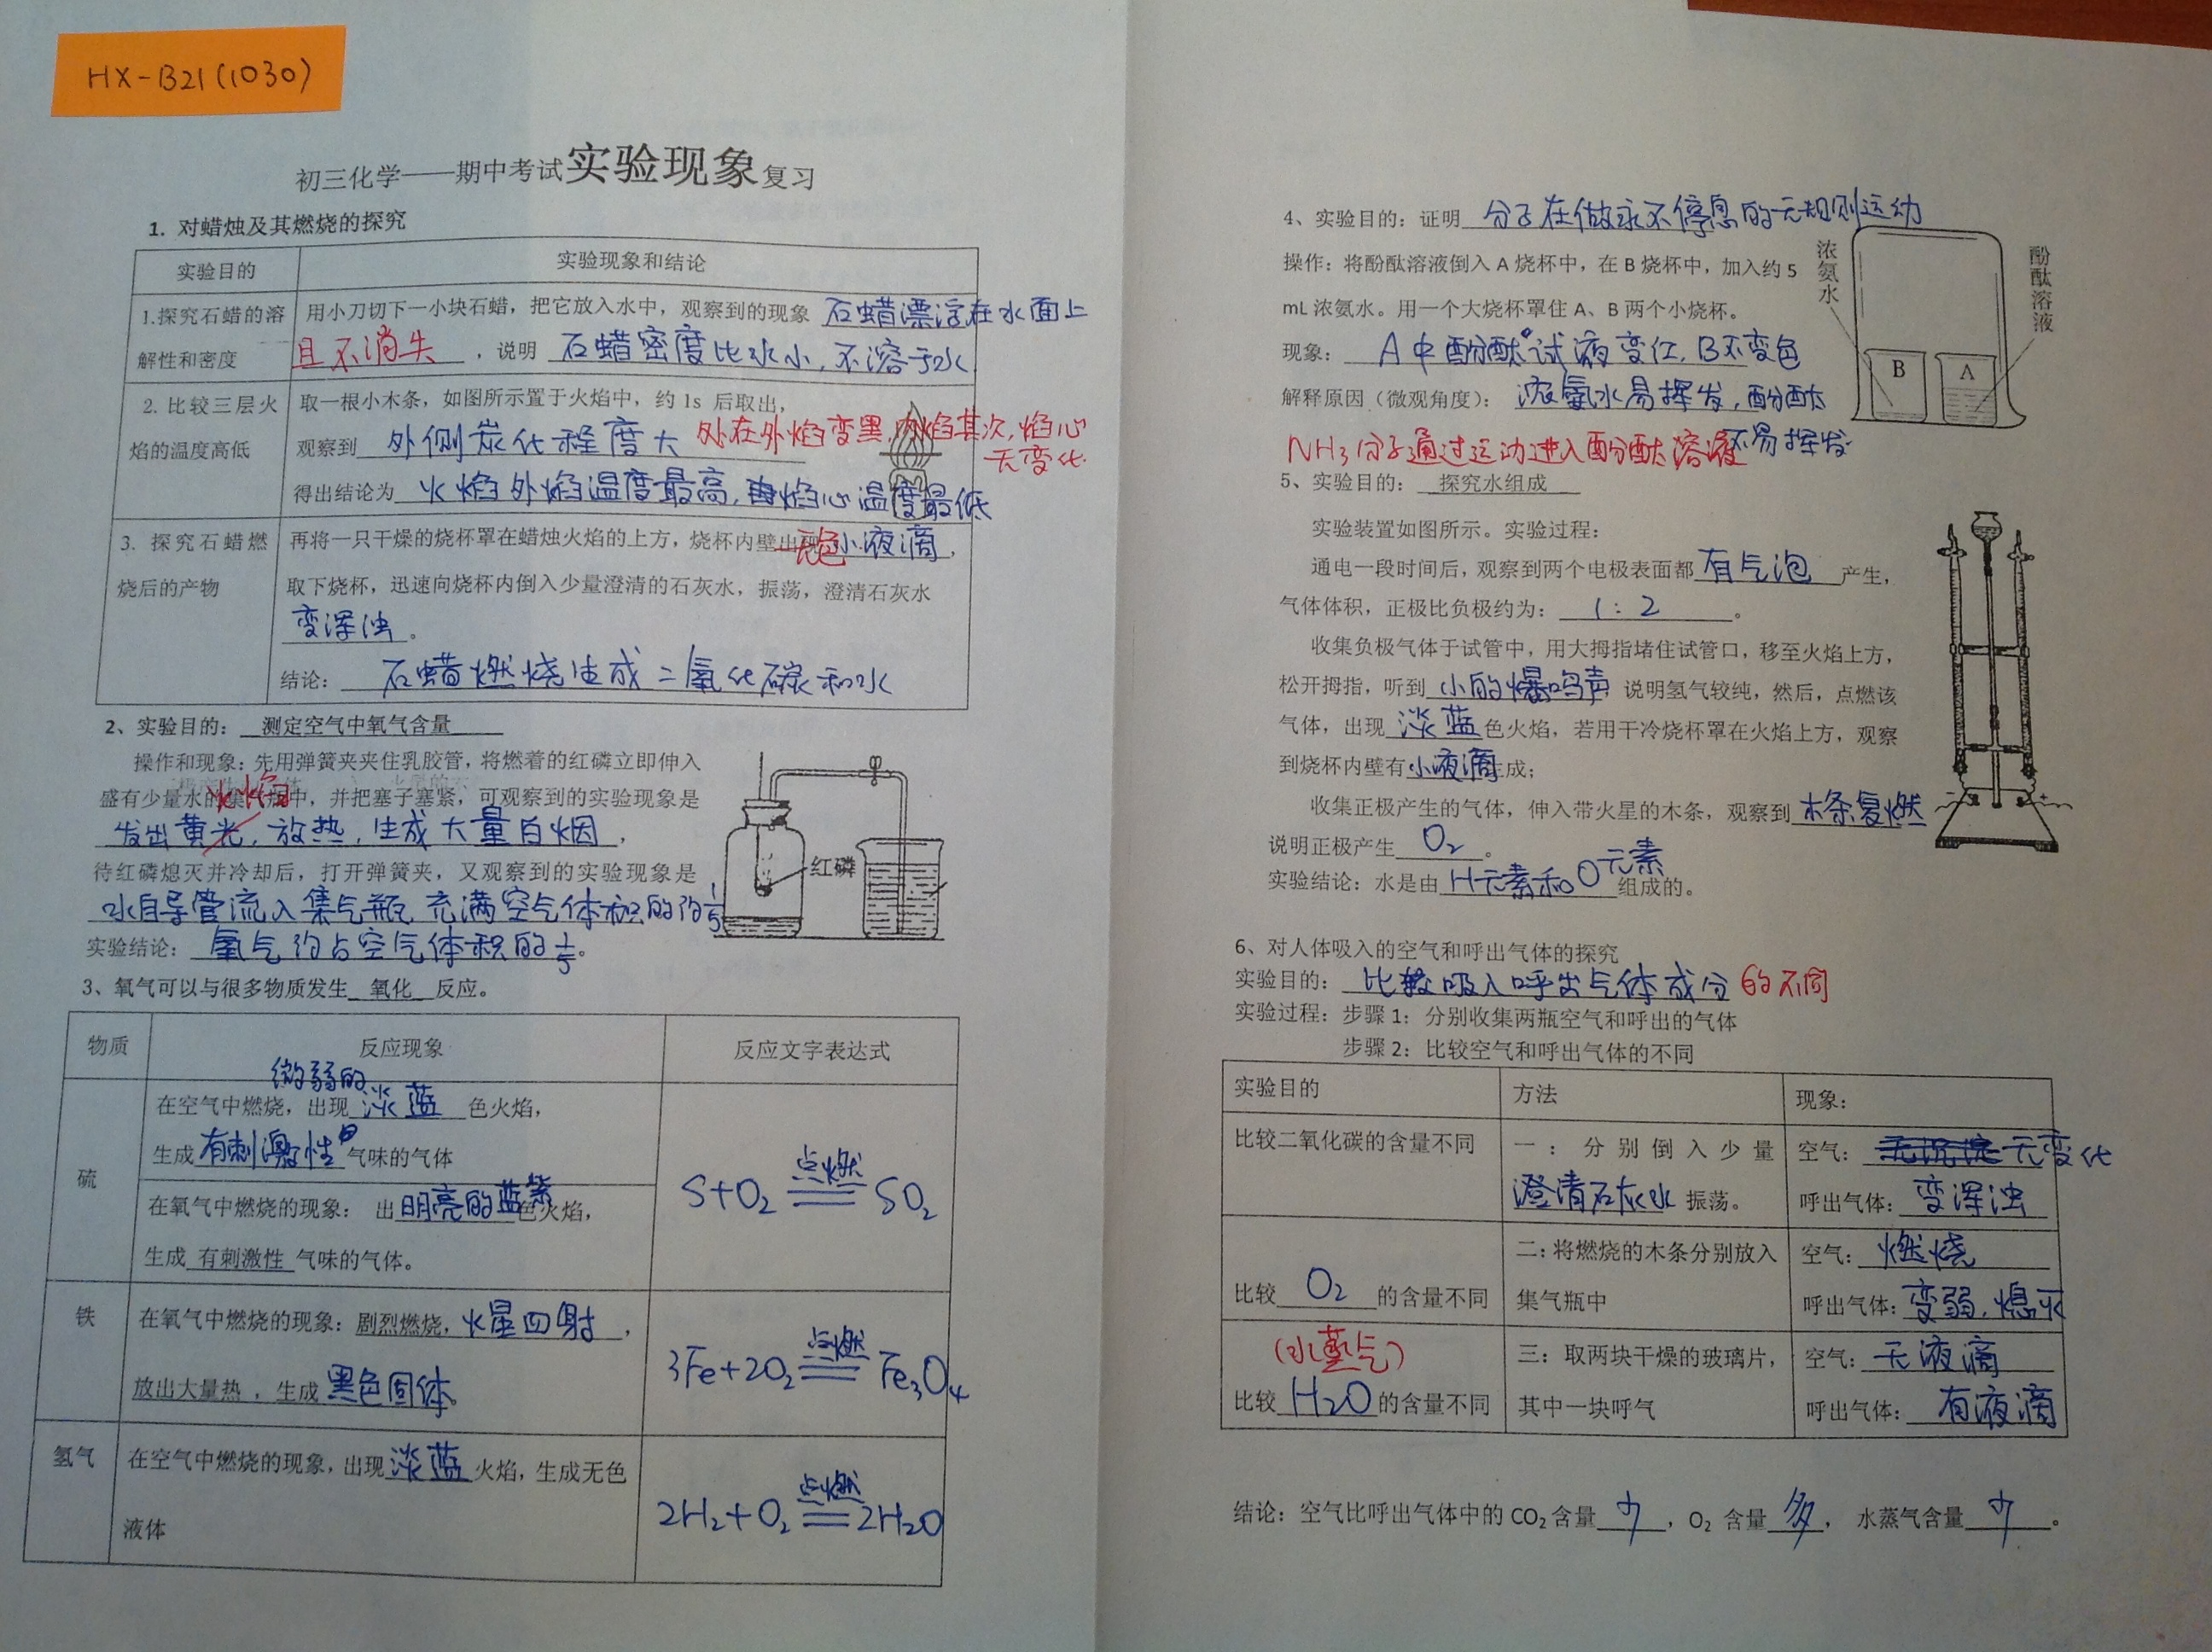 HX-B21(1030)
初三化学——期中考试实验现象复习
1. 对蜡烛及其燃烧的探究
实验目的 实验现象和结论
1.探究石蜡的溶解性和密度
用小刀切下一小块石蜡，把它放入水中，观察到的现象 石蜡漂浮在水面上
且不消失，说明 石蜡密度比水小，不溶于水
2. 比较三层火焰的温度高低
取一根小木条，如图所示置于火焰中，约1s 后取出，
观察到 外侧炭化程度大 处在外焰变黑，内焰其次，焰心
无变化
得出结论为 火焰外焰温度最高，焰心温度最低
3. 探究石蜡燃烧后的产物
再将一只干燥的烧杯罩在蜡烛火焰的上方，烧杯内壁出现无色小液滴，
取下烧杯，迅速向烧杯内倒入少量澄清的石灰水，振荡，澄清石灰水
变浑浊。
结论：石蜡燃烧生成二氧化碳和水
2、实验目的： 测定空气中氧气含量
操作和现象：先用弹簧夹夹住乳胶管，将燃着的红磷立即伸入
盛有少量水的集气瓶中，并把塞子塞紧，可观察到的实验现象是
火焰
发出黄光，放热，生成大量白烟，
待红磷熄灭并冷却后，打开弹簧夹，又观察到的实验现象是
水自导管流入集气瓶 充满空气体积的约1/5
实验结论： 氧气约占空气体积的1/5。
红磷
3、氧气可以与很多物质发生 氧化 反应。
物质 反应现象 反应文字表达式
硫
微弱的
在空气中燃烧，出现 淡蓝 色火焰，
生成有刺激性气味的气体
在氧气中燃烧的现象： 出明亮的蓝紫色火焰，
生成 有刺激性 气味的气体。
S+O₂ 点燃 SO₂
铁
在氧气中燃烧的现象：剧烈燃烧，火星四射，
放出大量热 ，生成 黑色固体。
3Fe+2O₂ 点燃 Fe₃O₄
氢气
在空气中燃烧的现象，出现淡蓝火焰，生成无色
液体
2H₂+O₂ 点燃 2H₂O
4、实验目的：证明 分子在做永不停息的无规则运动
操作：将酚酞溶液倒入 A 烧杯中，在 B 烧杯中，加入约 5
mL 浓氨水。用一个大烧杯罩住 A、B 两个小烧杯。
现象： A中酚酞试液变红，B不变色
解释原因（微观角度）： 浓氨水易挥发，酚酞
不易挥发
NH₃分子通过运动进入酚酞溶液
浓氨水
酚酞溶液
B A
5、实验目的： 探究水组成
实验装置如图所示。实验过程：
通电一段时间后，观察到两个电极表面都 有气泡 产生，
气体体积，正极比负极约为： 1：2 。
收集负极气体于试管中，用大拇指堵住试管口，移至火焰上方，
松开拇指，听到 小的爆鸣声 说明氢气较纯，然后，点燃该
气体，出现 淡蓝 色火焰，若用干冷烧杯罩在火焰上方，观察
到烧杯内壁有小液滴生成；
收集正极产生的气体，伸入带火星的木条，观察到 木条复燃
说明正极产生 O₂ 。
实验结论：水是由 H元素和O元素 组成的。
6、对人体吸入的空气和呼出气体的探究
实验目的： 比较吸入呼出气体成分的不同
实验过程：步骤 1：分别收集两瓶空气和呼出的气体
步骤 2：比较空气和呼出气体的不同
实验目的 方法 现象：
比较二氧化碳的含量不同
一：分别倒入少量
澄清石灰水 振荡。
空气： 无变化
呼出气体： 变浑浊
比较 O₂ 的含量不同
二：将燃烧的木条分别放入
集气瓶中
空气： 燃烧
呼出气体：变弱，熄灭
(水蒸气)
比较 H₂O 的含量不同
三：取两块干燥的玻璃片，
其中一块呼气
空气： 无液滴
呼出气体： 有液滴
结论：空气比呼出气体中的 CO₂ 含量 少 ，O₂ 含量 多 ， 水蒸气含量 少 。